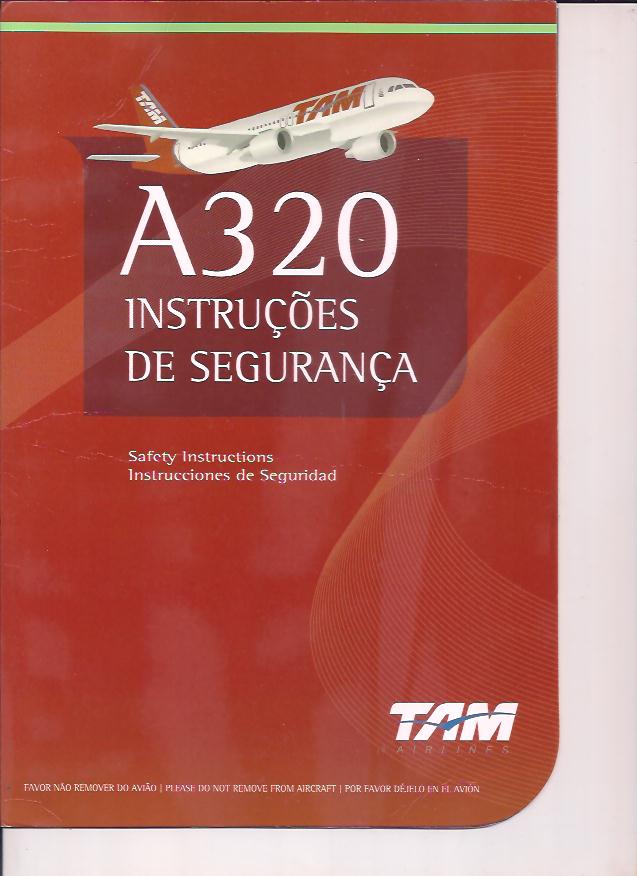 TAM
TAM
A320
INSTRUÇÕES
DE SEGURANÇA
Safety Instructions
Instrucciones de Seguridad
TAM
AIRLINES
FAVOR NÃO REMOVER DO AVIÃO | PLEASE DO NOT REMOVE FROM AIRCRAFT | POR FAVOR DÉJELO EN EL AVIÓN